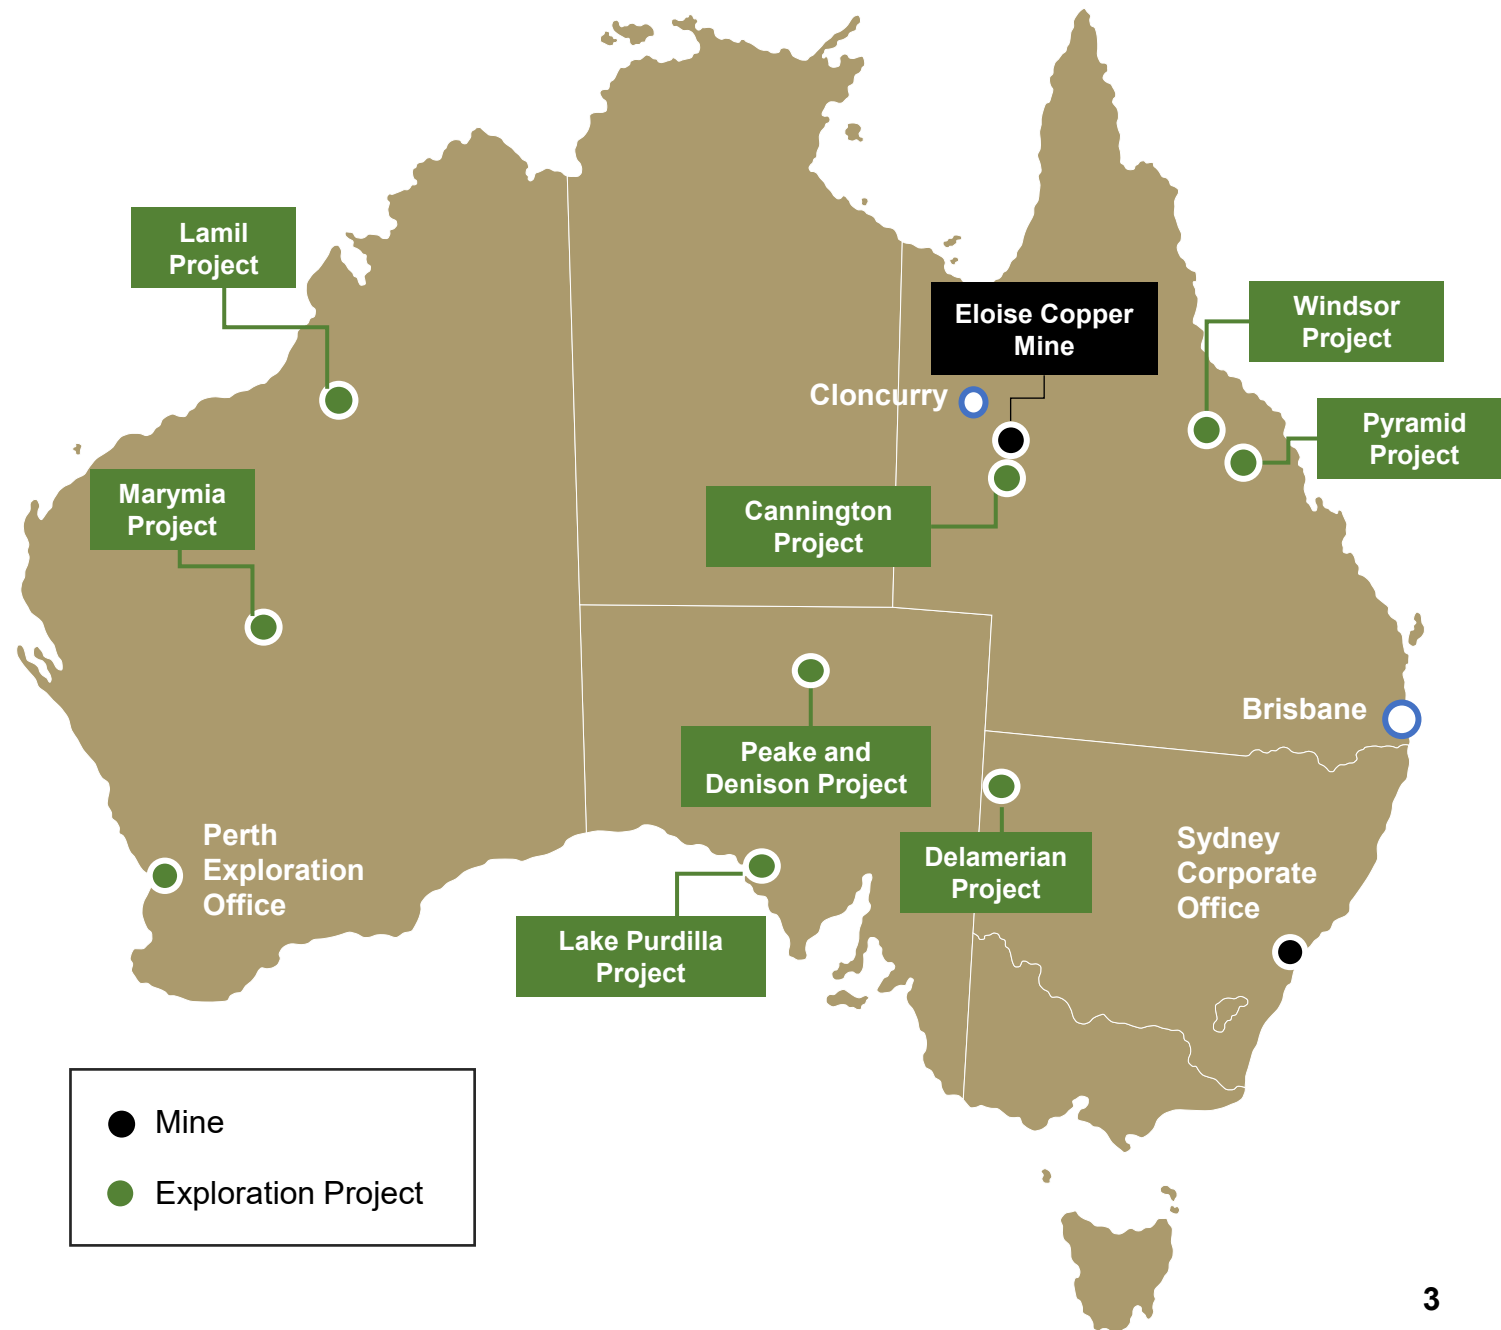 Lamil
Project
Eloise Copper
Mine
Windsor
Project
Cloncurry
Pyramid
Project
Marymia
Project
Cannington
Project
Brisbane
Peake and
Denison Project
Perth
Exploration
Office
Delamerian
Project
Sydney
Corporate
Office
Lake Purdilla
Project
Mine
Exploration Project
3